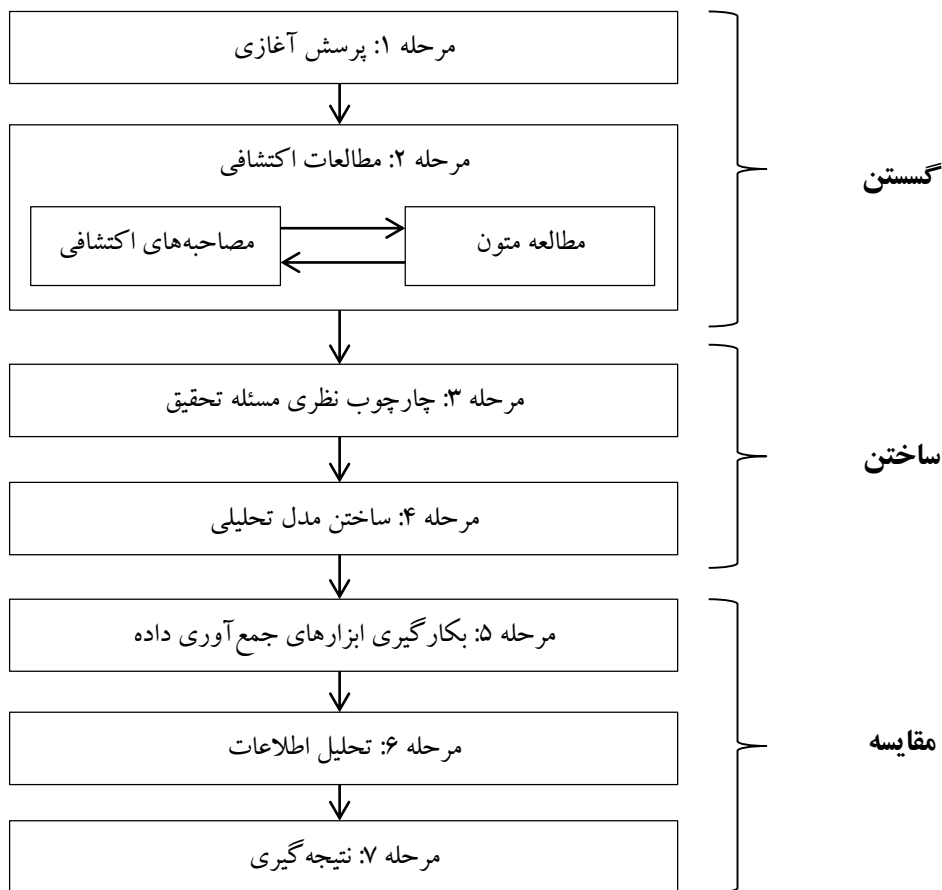 مرحله ۱: پرسش آغازی
مرحله ۲: مطالعات اکتشافی
مطالعه متون
مصاحبه‌های اکتشافی
گسستن
مرحله ۳: چارچوب نظری مسئله تحقیق
مرحله ۴: ساختن مدل تحلیلی
ساختن
مرحله ۵: بکارگیری ابزارهای جمع‌آوری داده
مرحله ۶: تحلیل اطلاعات
مرحله ۷: نتیجه‌گیری
مقایسه